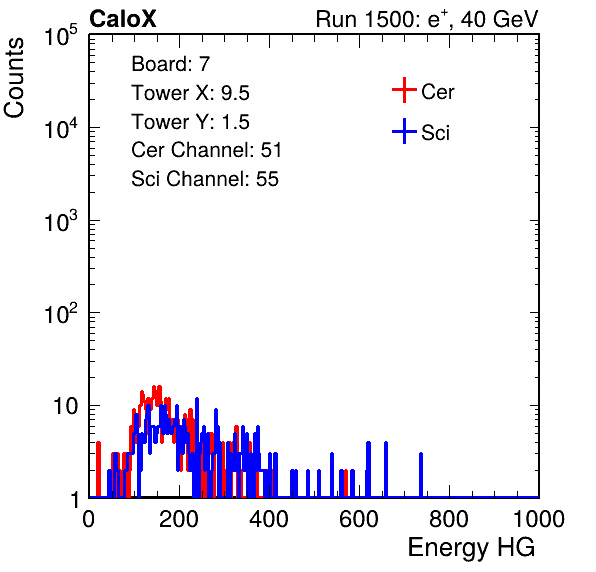 CaloX Run 1500: e⁺, 40 GeV
Counts
10⁵
10⁴
10³
10²
10
1
Board: 7
Tower X: 9.5
Tower Y: 1.5
Cer Channel: 51
Sci Channel: 55
Cer
Sci
0 200 400 600 800 1000
Energy HG